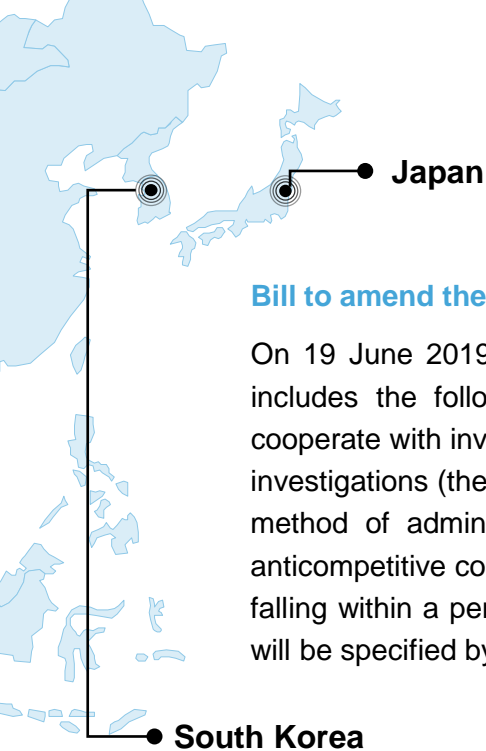 Japan
Bill to amend the
On 19 June 2019
includes the follo
cooperate with inv
investigations (the
method of admin
anticompetitive co
falling within a per
will be specified by
South Korea